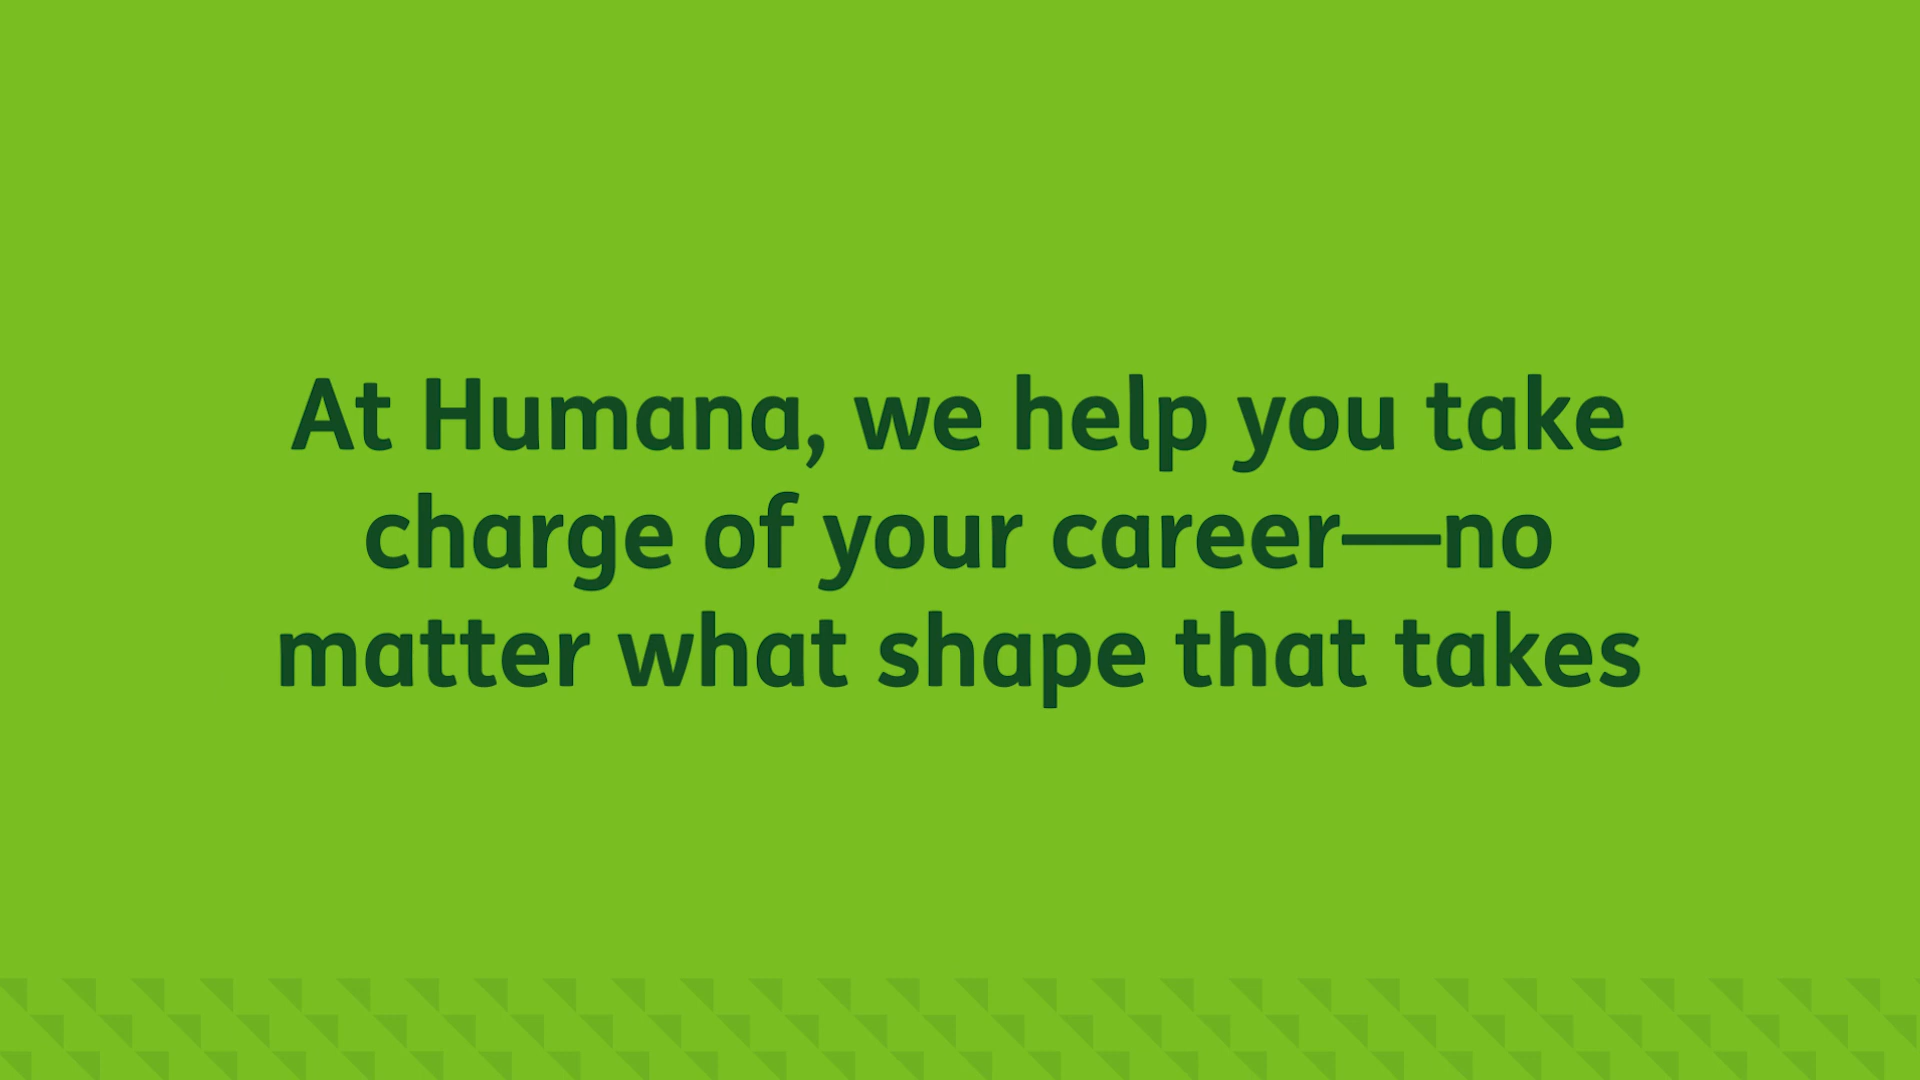 At Humana, we help you take
charge of your career—no
matter what shape that takes